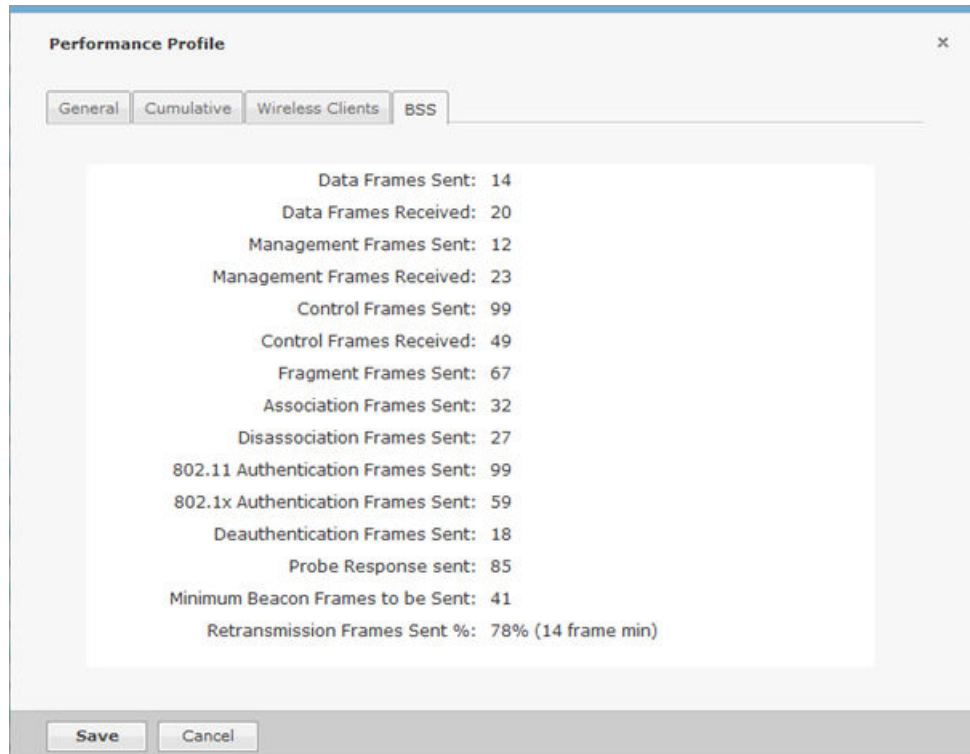 Performance Profile ×
General Cumulative Wireless Clients BSS
Data Frames Sent: 14
Data Frames Received: 20
Management Frames Sent: 12
Management Frames Received: 23
Control Frames Sent: 99
Control Frames Received: 49
Fragment Frames Sent: 67
Association Frames Sent: 32
Disassociation Frames Sent: 27
802.11 Authentication Frames Sent: 99
802.1x Authentication Frames Sent: 59
Deauthentication Frames Sent: 18
Probe Response sent: 85
Minimum Beacon Frames to be Sent: 41
Retransmission Frames Sent %: 78% (14 frame min)
Save Cancel